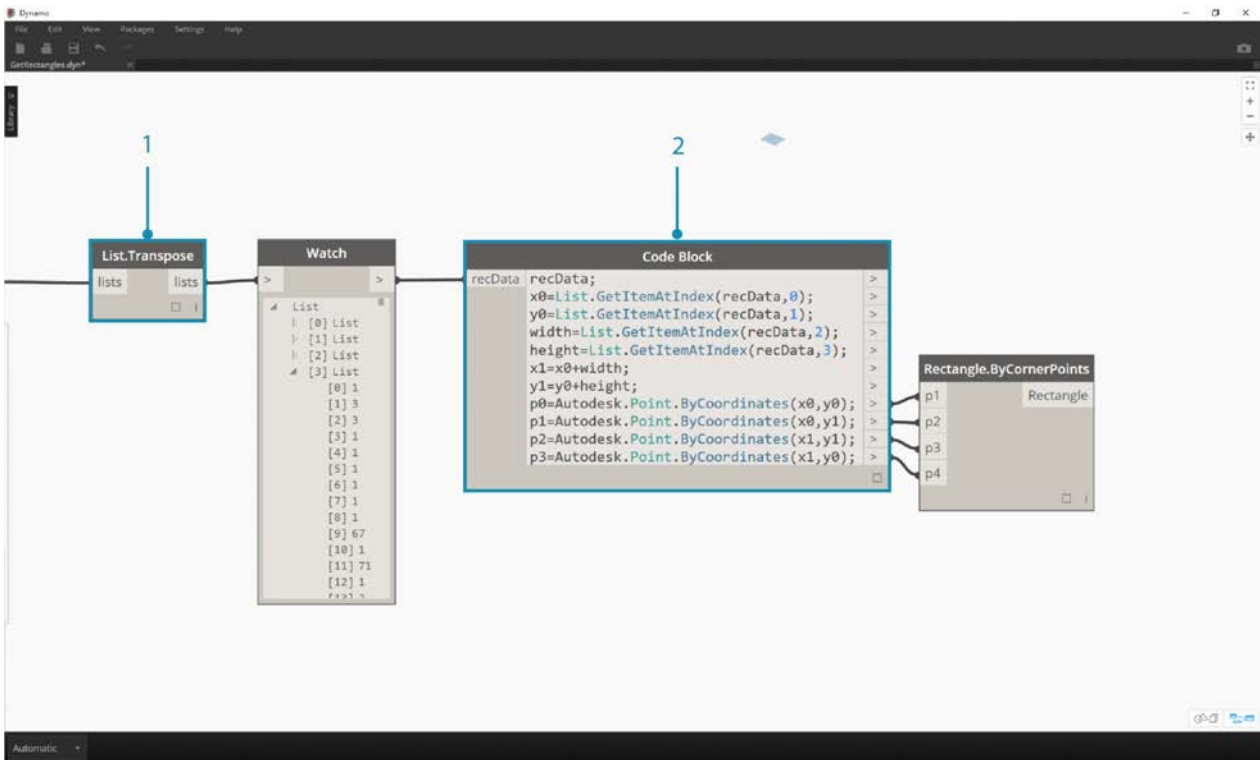 Dynamo
File Edit View Packages Settings Help
GetRectangles.dyn*
Library
1
2
List.Transpose
lists lists
Watch
> >
List
[0] List
[1] List
[2] List
[3] List
[0] 1
[1] 3
[2] 3
[3] 1
[4] 1
[5] 1
[6] 1
[7] 1
[8] 1
[9] 67
[10] 1
[11] 71
[12] 1
Code Block
recData recData; >
x0=List.GetItemAtIndex(recData,0); >
y0=List.GetItemAtIndex(recData,1); >
width=List.GetItemAtIndex(recData,2); >
height=List.GetItemAtIndex(recData,3); >
x1=x0+width; >
y1=y0+height; >
p0=Autodesk.Point.ByCoordinates(x0,y0); >
p1=Autodesk.Point.ByCoordinates(x0,y1); >
p2=Autodesk.Point.ByCoordinates(x1,y1); >
p3=Autodesk.Point.ByCoordinates(x1,y0); >
Rectangle.ByCornerPoints
p1 Rectangle
p2
p3
p4
Automatic